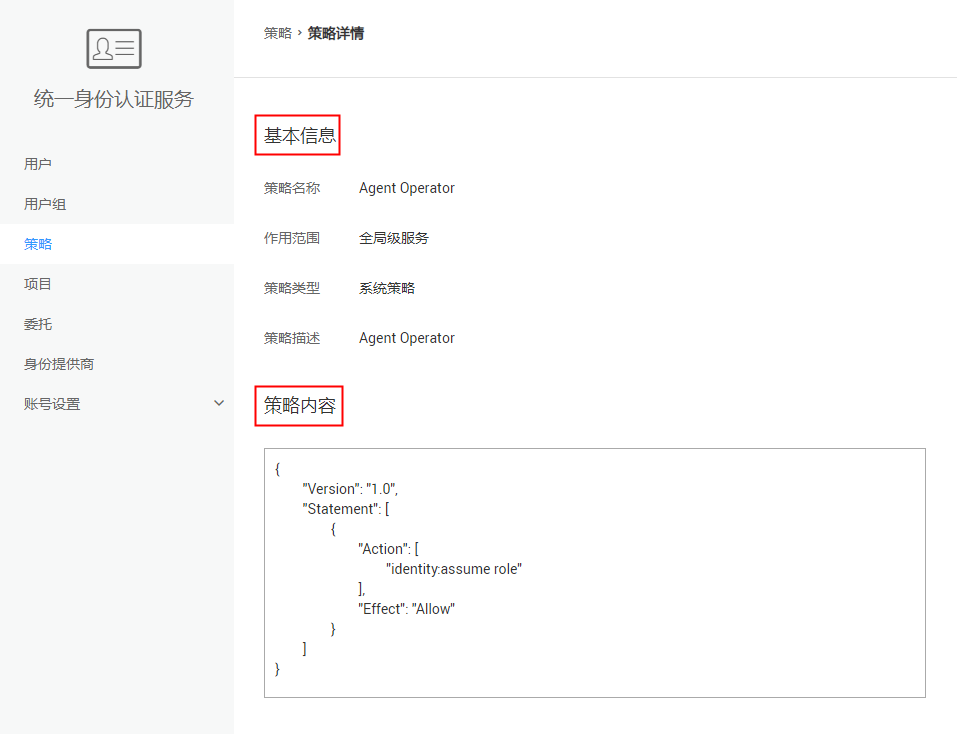 统一身份认证服务
用户
用户组
策略
项目
委托
身份提供商
账号设置
策略 › 策略详情
基本信息
策略名称 Agent Operator
作用范围 全局级服务
策略类型 系统策略
策略描述 Agent Operator
策略内容
{
"Version": "1.0",
"Statement": [
{
"Action": [
"identity:assume role"
],
"Effect": "Allow"
}
]
}